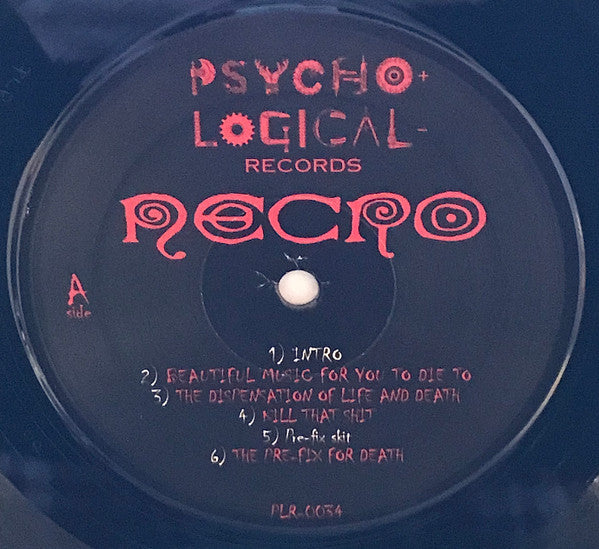 PSYCHO+
LOGICAL-
RECORDS
NECRO
A
side
1) INTRO
2) BEAUTIFUL MUSIC FOR YOU TO DIE TO
3) THE DISPENSATION OF LIFE AND DEATH
4) KILL THAT SHIT
5) Pre-fix skit
6) THE PRE-FIX FOR DEATH
PLR-0034